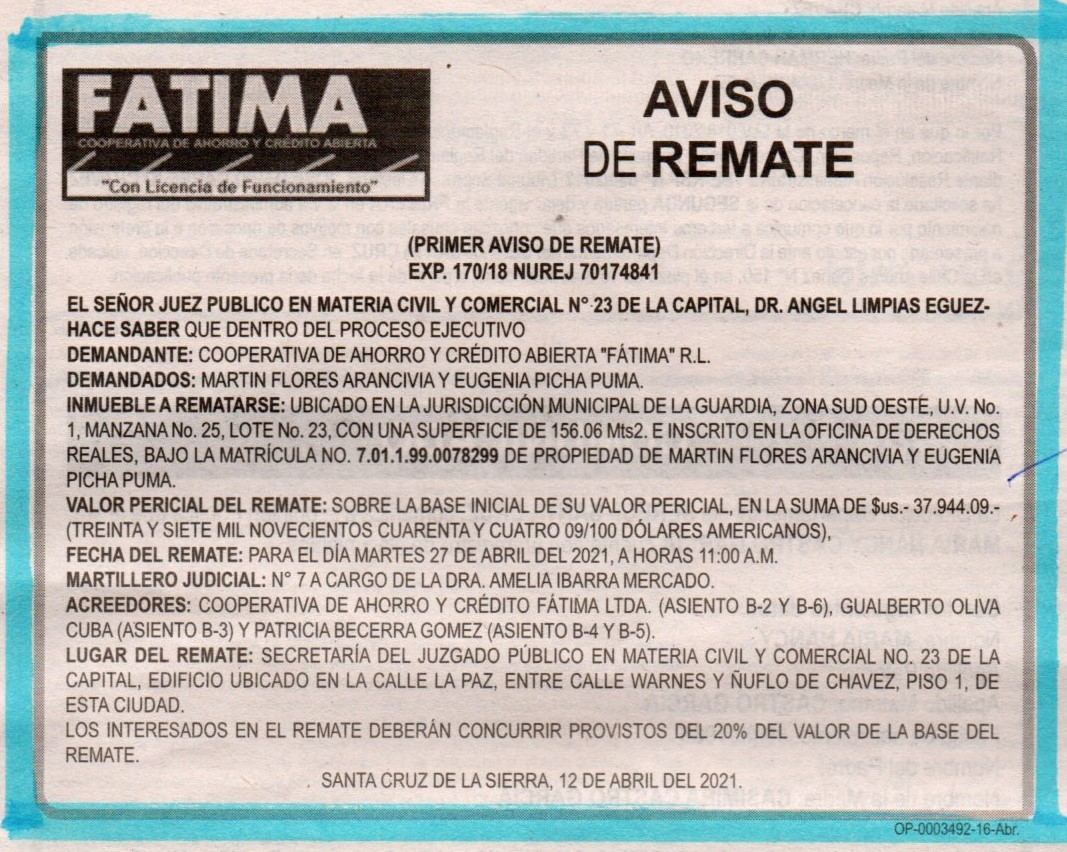 FATIMA
COOPERATIVA DE AHORRO Y CRÉDITO ABIERTA
"Con Licencia de Funcionamiento"
AVISO
DE REMATE
(PRIMER AVISO DE REMATE)
EXP. 170/18 NUREJ 70174841
EL SEÑOR JUEZ PUBLICO EN MATERIA CIVIL Y COMERCIAL N° 23 DE LA CAPITAL, DR. ANGEL LIMPIAS EGUEZ-
HACE SABER QUE DENTRO DEL PROCESO EJECUTIVO
DEMANDANTE: COOPERATIVA DE AHORRO Y CRÉDITO ABIERTA "FÁTIMA" R.L.
DEMANDADOS: MARTIN FLORES ARANCIVIA Y EUGENIA PICHA PUMA.
INMUEBLE A REMATARSE: UBICADO EN LA JURISDICCIÓN MUNICIPAL DE LA GUARDIA, ZONA SUD OESTE, U.V. No.
1, MANZANA No. 25, LOTE No. 23, CON UNA SUPERFICIE DE 156.06 Mts2. E INSCRITO EN LA OFICINA DE DERECHOS
REALES, BAJO LA MATRÍCULA NO. 7.01.1.99.0078299 DE PROPIEDAD DE MARTIN FLORES ARANCIVIA Y EUGENIA
PICHA PUMA.
VALOR PERICIAL DEL REMATE: SOBRE LA BASE INICIAL DE SU VALOR PERICIAL, EN LA SUMA DE $us.- 37.944.09.-
(TREINTA Y SIETE MIL NOVECIENTOS CUARENTA Y CUATRO 09/100 DÓLARES AMERICANOS).
FECHA DEL REMATE: PARA EL DÍA MARTES 27 DE ABRIL DEL 2021, A HORAS 11:00 A.M.
MARTILLERO JUDICIAL: N° 7 A CARGO DE LA DRA. AMELIA IBARRA MERCADO.
ACREEDORES: COOPERATIVA DE AHORRO Y CRÉDITO FÁTIMA LTDA. (ASIENTO B-2 Y B-6), GUALBERTO OLIVA
CUBA (ASIENTO B-3) Y PATRICIA BECERRA GOMEZ (ASIENTO B-4 Y B-5).
LUGAR DEL REMATE: SECRETARÍA DEL JUZGADO PÚBLICO EN MATERIA CIVIL Y COMERCIAL NO. 23 DE LA
CAPITAL, EDIFICIO UBICADO EN LA CALLE LA PAZ, ENTRE CALLE WARNES Y ÑUFLO DE CHAVEZ, PISO 1, DE
ESTA CIUDAD.
LOS INTERESADOS EN EL REMATE DEBERÁN CONCURRIR PROVISTOS DEL 20% DEL VALOR DE LA BASE DEL
REMATE.
SANTA CRUZ DE LA SIERRA, 12 DE ABRIL DEL 2021.
OP-0003492-16-Abr.